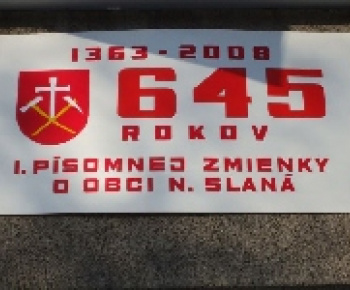 1363-2008
645
ROKOV
I. PÍSOMNEJ ZMIENKY
O OBCI N. SLANÁ